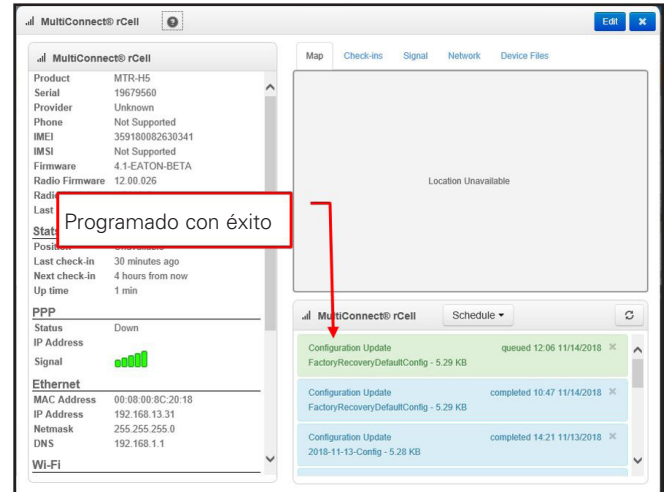 MultiConnect® rCell
Edit
MultiConnect® rCell
Product MTR-H5
Serial 19679560
Provider Unknown
Phone Not Supported
IMEI 359180082630341
IMSI Not Supported
Firmware 4.1-EATON-BETA
Radio Firmware 12.00.026
Radi
Last
Programado con éxito
Stat
Last check-in 30 minutes ago
Next check-in 4 hours from now
Up time 1 min
PPP
Status Down
IP Address
Signal
Ethernet
MAC Address 00:08:00:8C:20:18
IP Address 192.168.13.31
Netmask 255.255.255.0
DNS 192.168.1.1
Wi-Fi
Map Check-ins Signal Network Device Files
Location Unavailable
MultiConnect® rCell Schedule
Configuration Update queued 12:06 11/14/2018
FactoryRecoveryDefaultConfig - 5.29 KB
Configuration Update completed 10:47 11/14/2018
FactoryRecoveryDefaultConfig - 5.29 KB
Configuration Update completed 14:21 11/13/2018
2018-11-13-Config - 5.28 KB